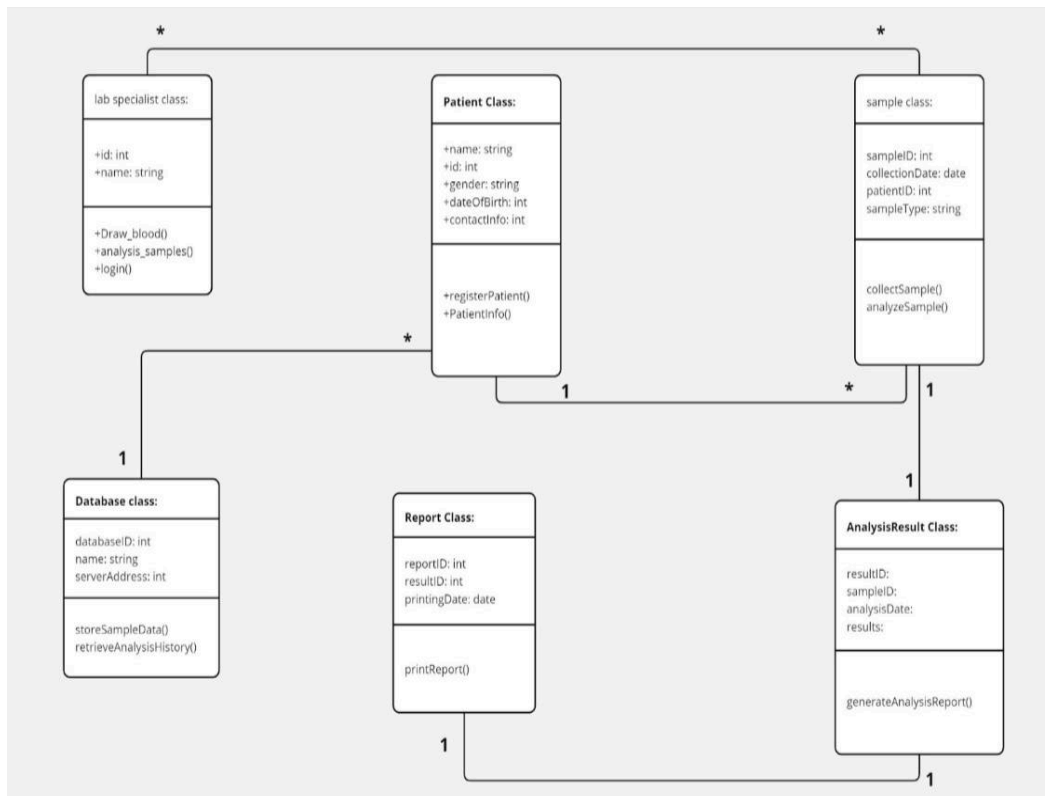 *
*
lab specialist class:
+id: int
+name: string
+Draw_blood()
+analysis_samples()
+login()
Patient Class:
+name: string
+id: int
+gender: string
+dateOfBirth: int
+contactInfo: int
+registerPatient()
+PatientInfo()
sample class:
sampleID: int
collectionDate: date
patientID: int
sampleType: string
collectSample()
analyzeSample()
*
1
1
*
1
1
Database class:
databaseID: int
name: string
serverAddress: int
storeSampleData()
retrieveAnalysisHistory()
Report Class:
reportID: int
resultID: int
printingDate: date
printReport()
AnalysisResult Class:
resultID:
sampleID:
analysisDate:
results:
generateAnalysisReport()
1
1